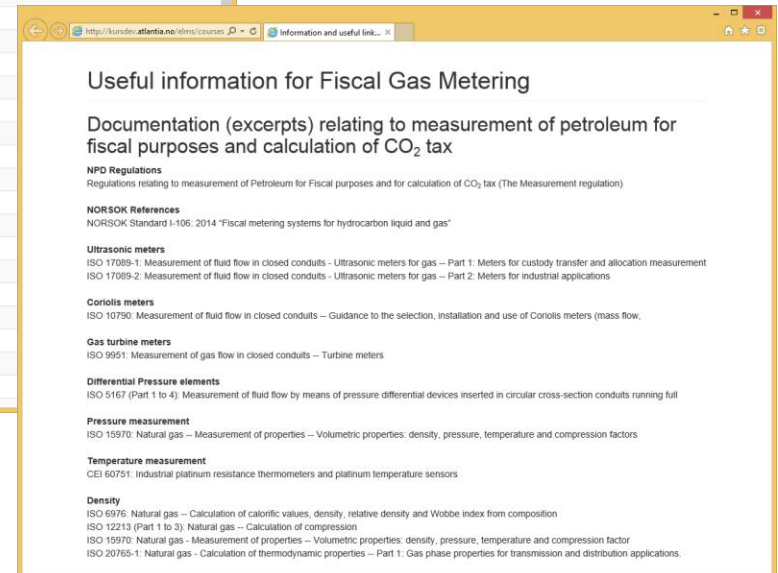 http://kursdev.atlantia.no/elms/courses
Information and useful link...
Useful information for Fiscal Gas Metering
Documentation (excerpts) relating to measurement of petroleum for
fiscal purposes and calculation of CO₂ tax
NPD Regulations
Regulations relating to measurement of Petroleum for Fiscal purposes and for calculation of CO₂ tax (The Measurement regulation)
NORSOK References
NORSOK Standard I-106: 2014 “Fiscal metering systems for hydrocarbon liquid and gas”
Ultrasonic meters
ISO 17089-1: Measurement of fluid flow in closed conduits - Ultrasonic meters for gas -- Part 1: Meters for custody transfer and allocation measurement
ISO 17089-2: Measurement of fluid flow in closed conduits - Ultrasonic meters for gas -- Part 2: Meters for industrial applications
Coriolis meters
ISO 10790: Measurement of fluid flow in closed conduits -- Guidance to the selection, installation and use of Coriolis meters (mass flow,
Gas turbine meters
ISO 9951: Measurement of gas flow in closed conduits -- Turbine meters
Differential Pressure elements
ISO 5167 (Part 1 to 4): Measurement of fluid flow by means of pressure differential devices inserted in circular cross-section conduits running full
Pressure measurement
ISO 15970: Natural gas -- Measurement of properties -- Volumetric properties: density, pressure, temperature and compression factors
Temperature measurement
CEI 60751: Industrial platinum resistance thermometers and platinum temperature sensors
Density
ISO 6976: Natural gas -- Calculation of calorific values, density, relative density and Wobbe index from composition
ISO 12213 (Part 1 to 3): Natural gas -- Calculation of compression
ISO 15970: Natural gas - Measurement of properties -- Volumetric properties: density, pressure, temperature and compression factor
ISO 20765-1: Natural gas - Calculation of thermodynamic properties -- Part 1: Gas phase properties for transmission and distribution applications.